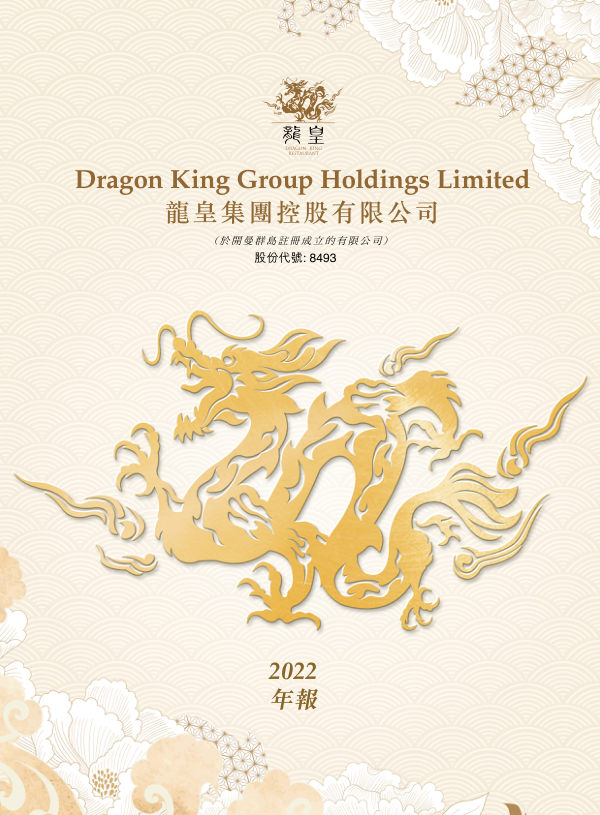 龍皇
DRAGON KING
RESTAURANT
Dragon King Group Holdings Limited
龍皇集團控股有限公司
（於開曼群島註冊成立的有限公司）
股份代號: 8493
2022
年報